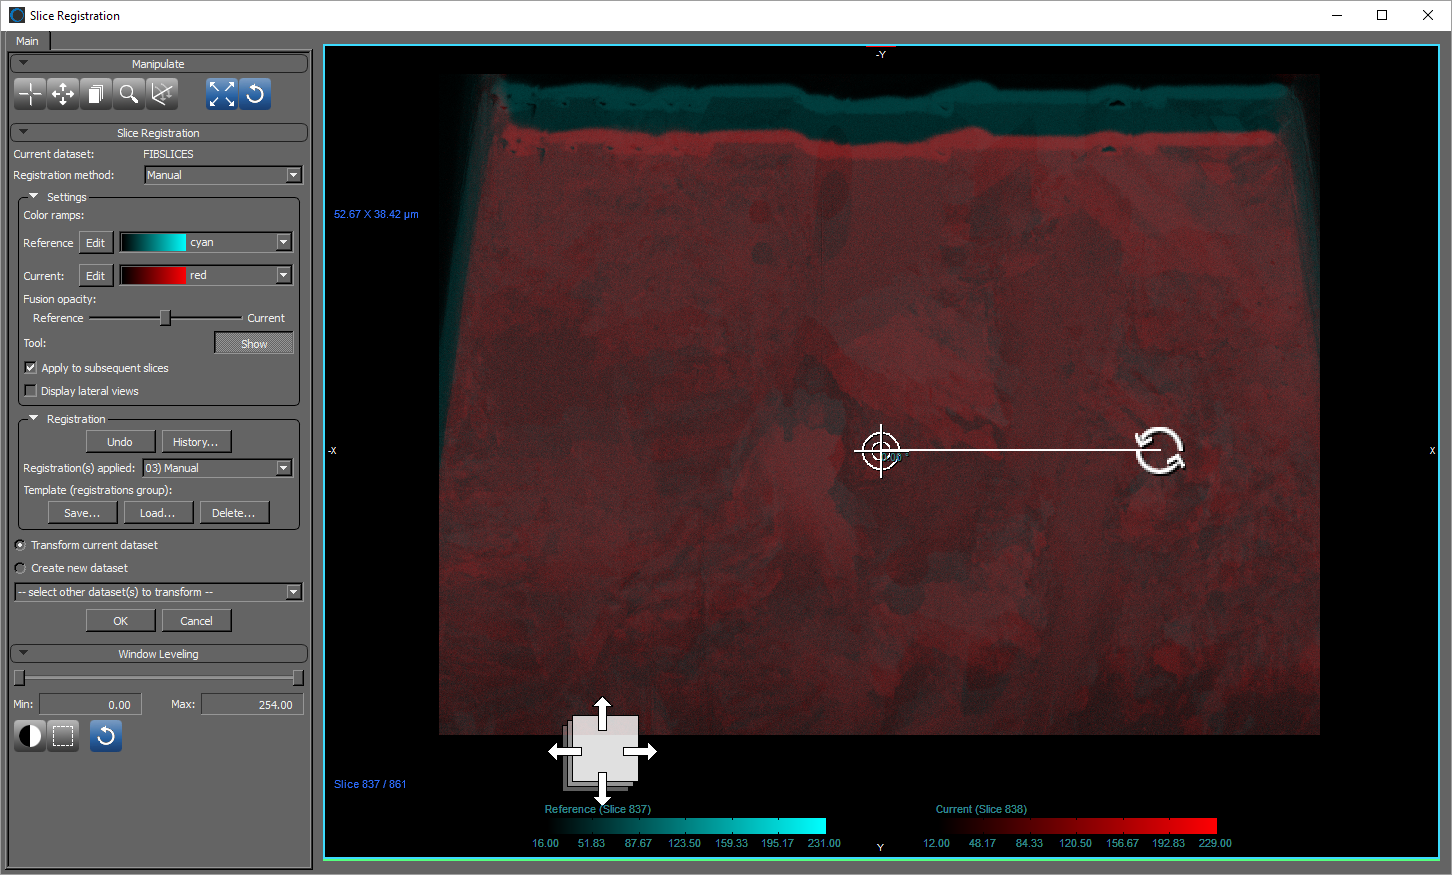 Slice Registration
Main
Manipulate
Slice Registration
Current dataset: FIBSLICES
Registration method: Manual
Settings
Color ramps:
Reference Edit cyan
Current: Edit red
Fusion opacity:
Reference Current
Tool: Show
Apply to subsequent slices
Display lateral views
Registration
Undo History...
Registration(s) applied: 03) Manual
Template (registrations group):
Save... Load... Delete...
Transform current dataset
Create new dataset
-- select other dataset(s) to transform --
OK Cancel
Window Leveling
Min: 0.00 Max: 254.00
-Y
52.67 X 38.42 µm
-X
X
Slice 837 / 861
Reference (Slice 837)
16.00 51.83 87.67 123.50 159.33 195.17 231.00
Y
Current (Slice 838)
12.00 48.17 84.33 120.50 156.67 192.83 229.00